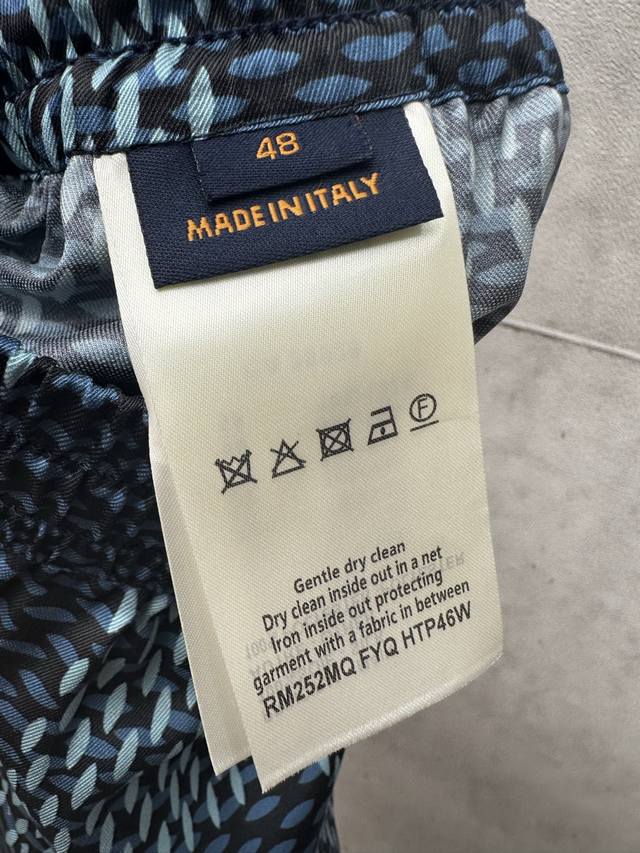 48
MADE IN ITALY
F
Gentle dry clean
Dry clean inside out in a net
Iron inside out protecting
garment with a fabric in between
RM252MQ FYQ HTP46W